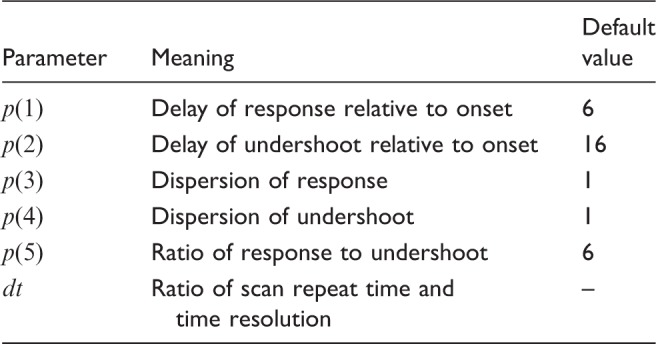 Parameter Meaning Default value
p(1) Delay of response relative to onset 6
p(2) Delay of undershoot relative to onset 16
p(3) Dispersion of response 1
p(4) Dispersion of undershoot 1
p(5) Ratio of response to undershoot 6
dt Ratio of scan repeat time and –
time resolution